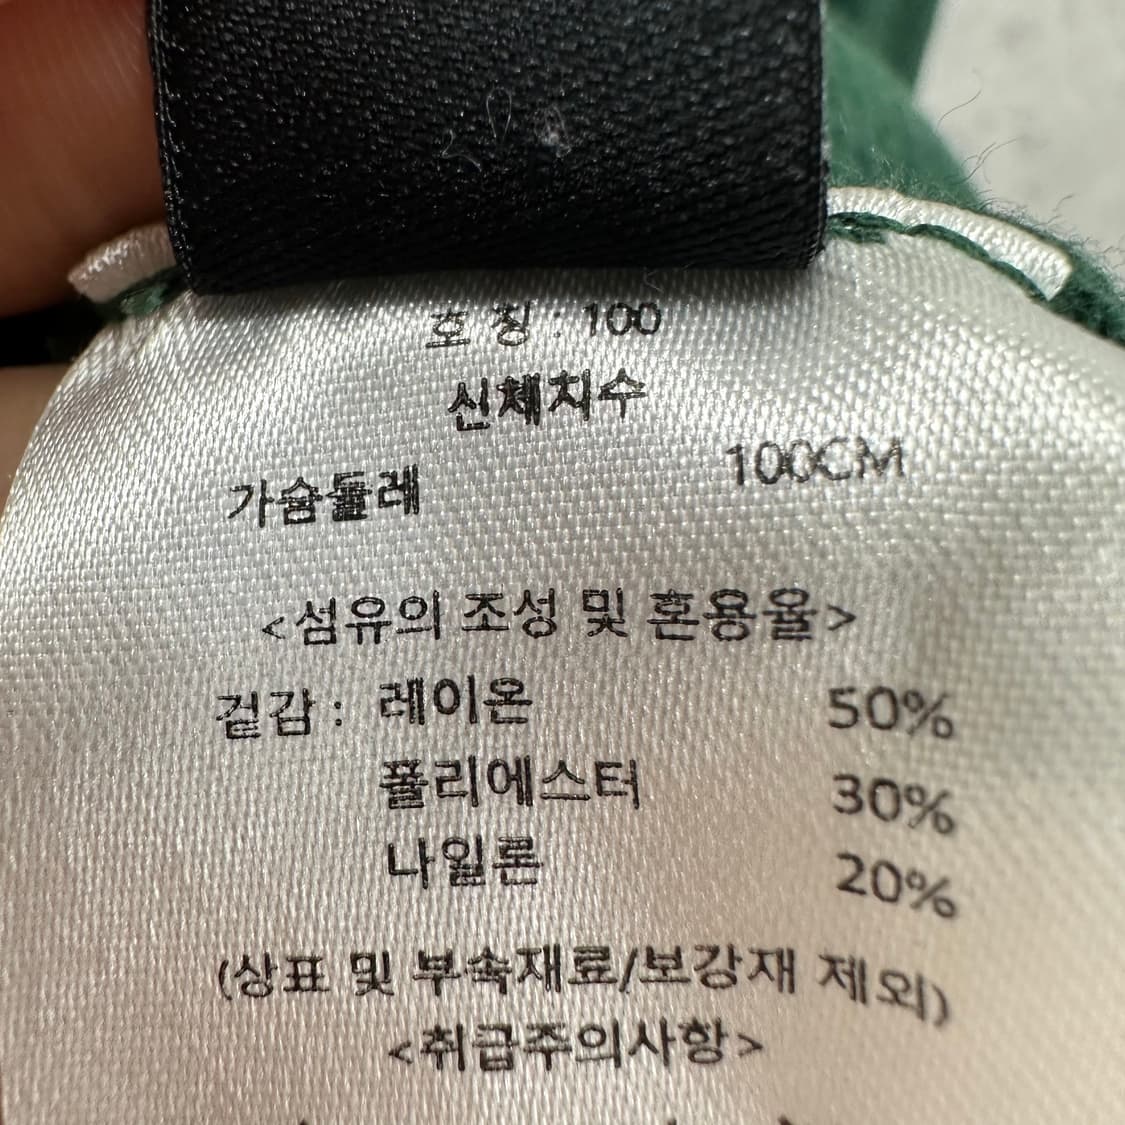 호 칭 : 100
신체치수
가슴둘레 100CM
<섬유의 조성 및 혼용율>
겉감 : 레이온 50%
폴리에스터 30%
나일론 20%
(상표 및 부속재료/보강재 제외)
<취급주의사항>